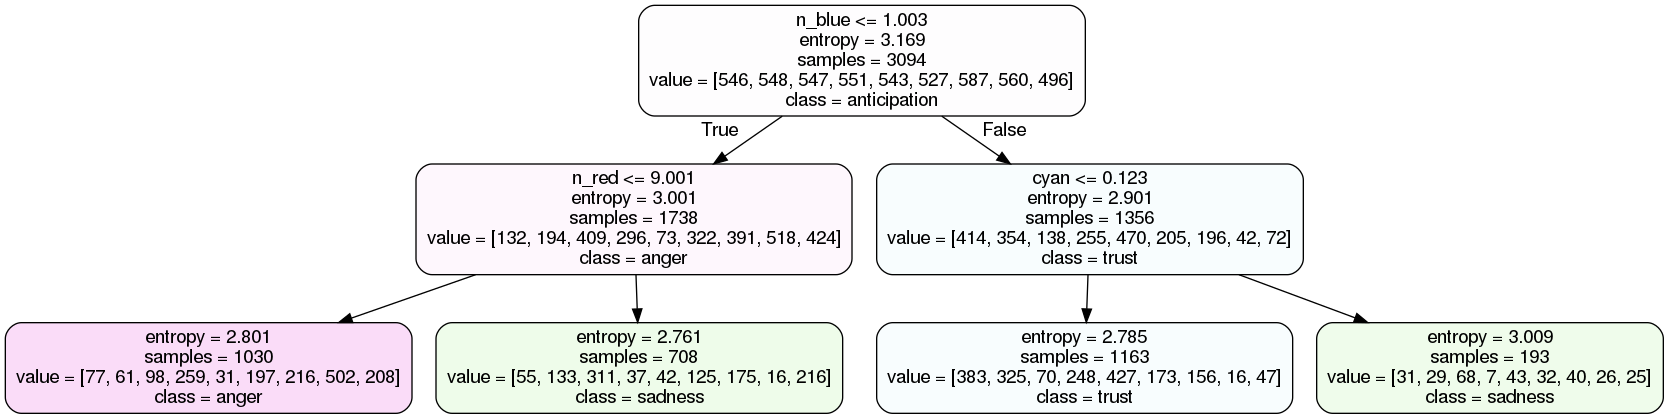 n_blue <= 1.003
entropy = 3.169
samples = 3094
value = [546, 548, 547, 551, 543, 527, 587, 560, 496]
class = anticipation
True
False
n_red <= 9.001
entropy = 3.001
samples = 1738
value = [132, 194, 409, 296, 73, 322, 391, 518, 424]
class = anger
cyan <= 0.123
entropy = 2.901
samples = 1356
value = [414, 354, 138, 255, 470, 205, 196, 42, 72]
class = trust
entropy = 2.801
samples = 1030
value = [77, 61, 98, 259, 31, 197, 216, 502, 208]
class = anger
entropy = 2.761
samples = 708
value = [55, 133, 311, 37, 42, 125, 175, 16, 216]
class = sadness
entropy = 2.785
samples = 1163
value = [383, 325, 70, 248, 427, 173, 156, 16, 47]
class = trust
entropy = 3.009
samples = 193
value = [31, 29, 68, 7, 43, 32, 40, 26, 25]
class = sadness